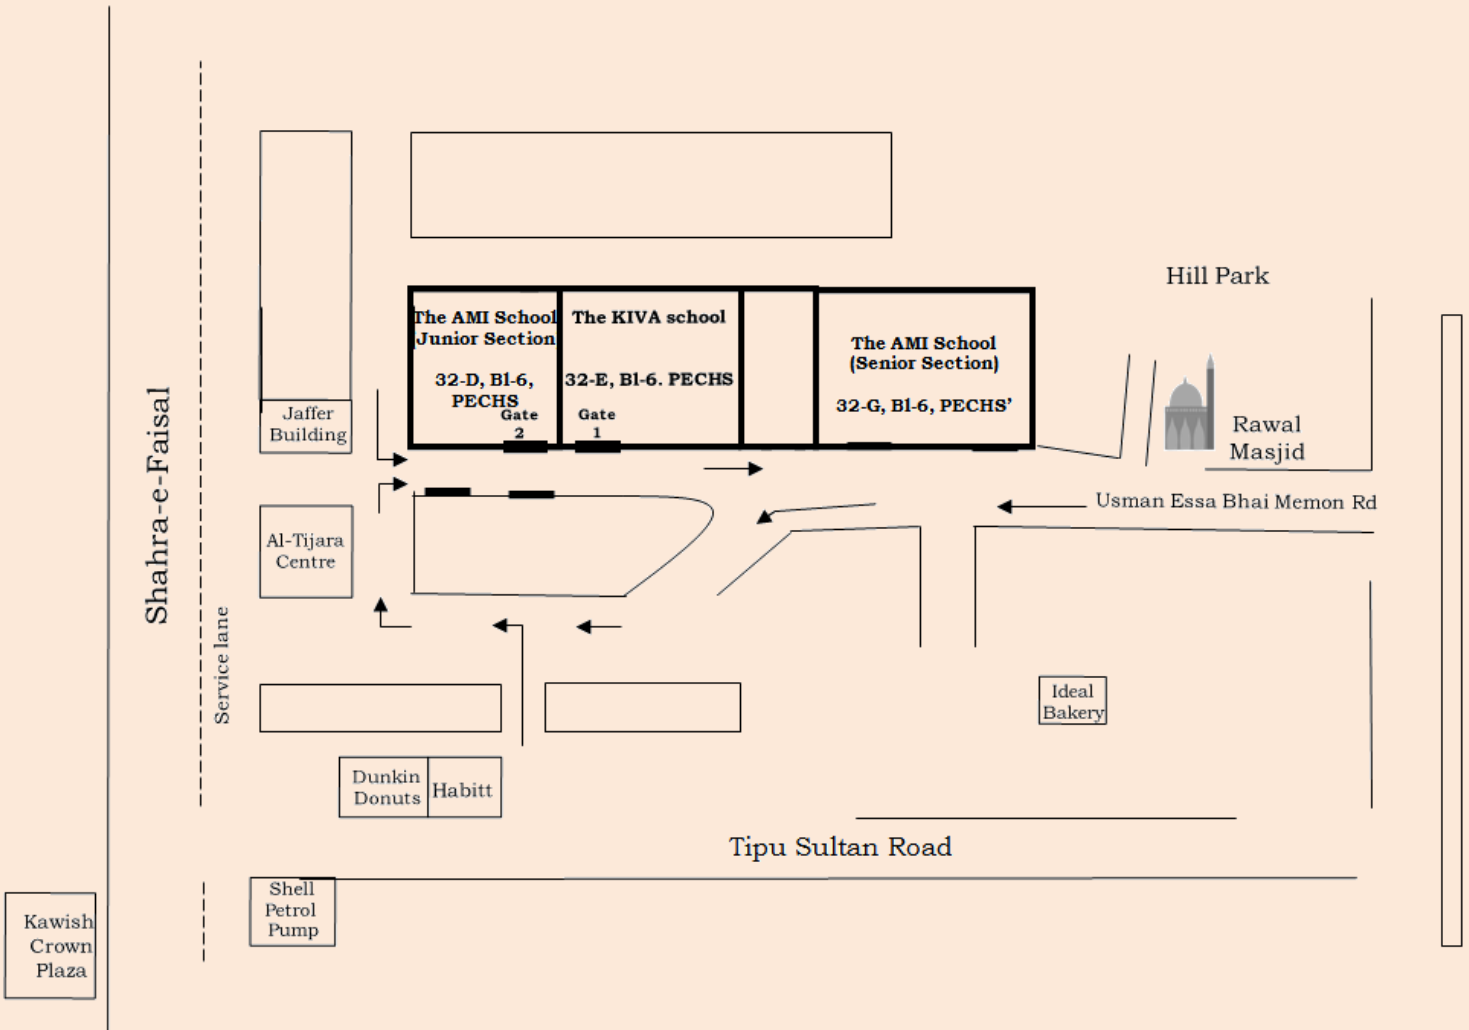 Hill Park
The AMI School
(Junior Section
32-D, Bl-6,
PECHS
Gate
2
The KIVA school
32-E, Bl-6. PECHS
Gate
1
The AMI School
(Senior Section)
32-G, Bl-6, PECHS’
Jaffer
Building
Rawal
Masjid
Usman Essa Bhai Memon Rd
Shahra-e-Faisal
Al-Tijara
Centre
Service lane
Ideal
Bakery
Dunkin
Donuts
Habitt
Tipu Sultan Road
Shell
Petrol
Pump
Kawish
Crown
Plaza